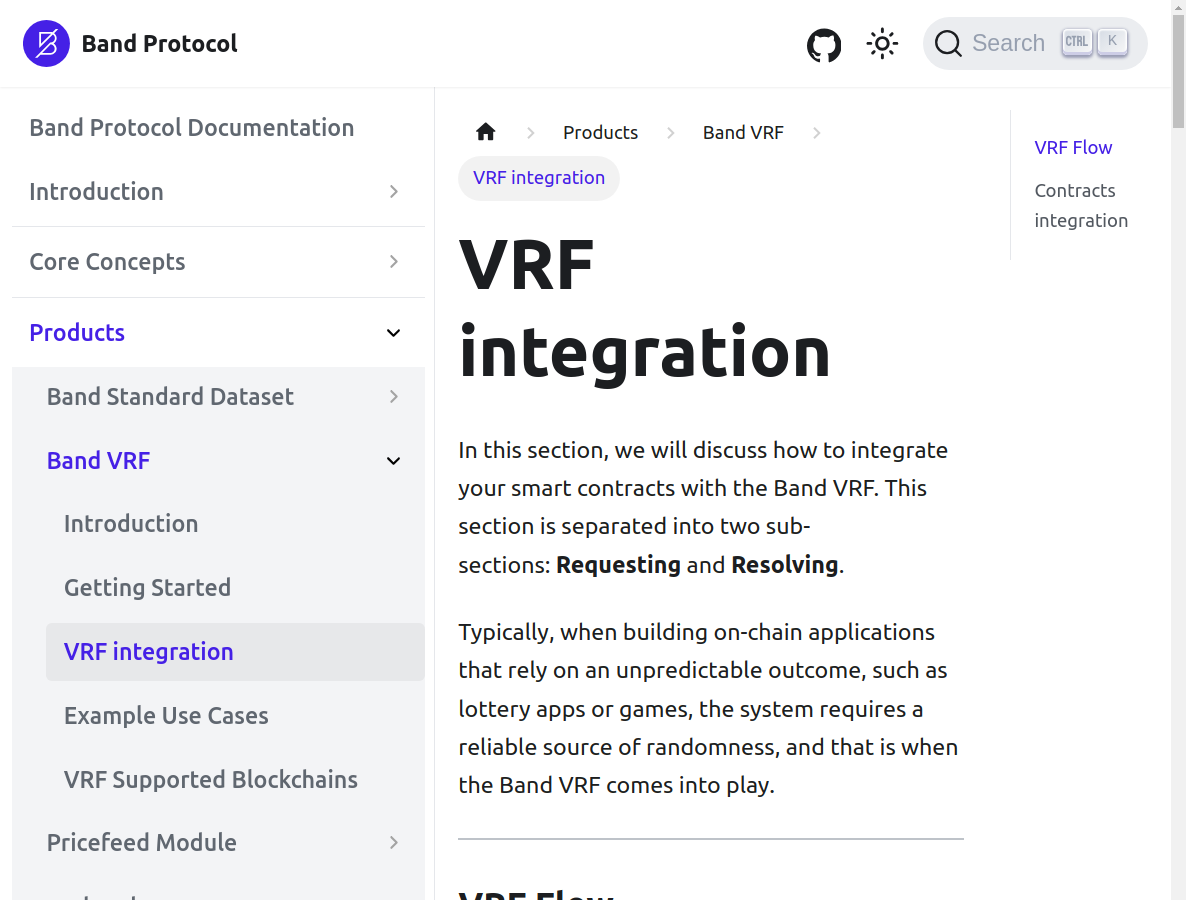 Band Protocol
Search
CTRL
K
Band Protocol Documentation
Introduction
Core Concepts
Products
Band Standard Dataset
Band VRF
Introduction
Getting Started
VRF integration
Example Use Cases
VRF Supported Blockchains
Pricefeed Module
Products
Band VRF
VRF integration
VRF
integration
In this section, we will discuss how to integrate
your smart contracts with the Band VRF. This
section is separated into two sub-
sections: Requesting and Resolving.
Typically, when building on-chain applications
that rely on an unpredictable outcome, such as
lottery apps or games, the system requires a
reliable source of randomness, and that is when
the Band VRF comes into play.
VRF Flow
VRF Flow
Contracts
integration